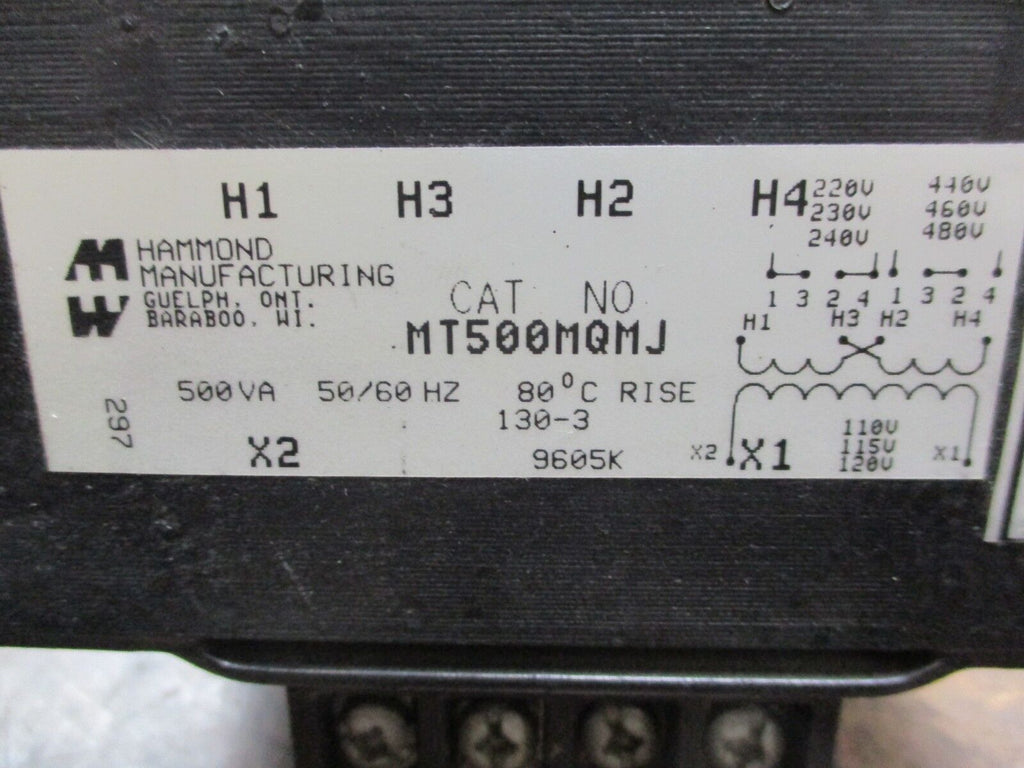 H1 H3 H2 H4
220V 440V
230V 460V
240V 480V
HAMMOND
MANUFACTURING
GUELPH, ONT.
BARABOO, WI.
CAT NO
MT500MQMJ
1 3 2 4 1 3 2 4
H1 H3 H2 H4
500VA 50/60 HZ 80°C RISE
130-3
297
X2
9605K
X2 X1
110V
115V
120V
X1